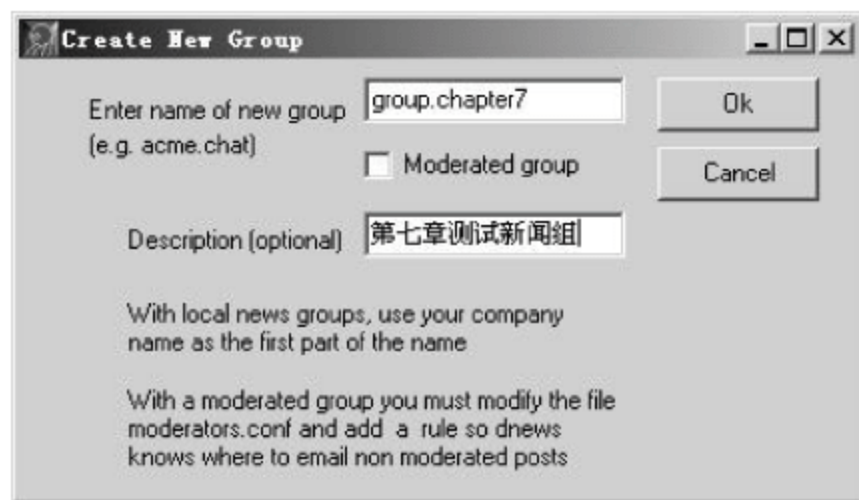 Create New Group
Enter name of new group
(e.g. acme.chat)
group.chapter7
Ok
Moderated group
Cancel
Description (optional)
第七章测试新闻组
With local news groups, use your company
name as the first part of the name
With a moderated group you must modify the file
moderators.conf and add a rule so dnews
knows where to email non moderated posts